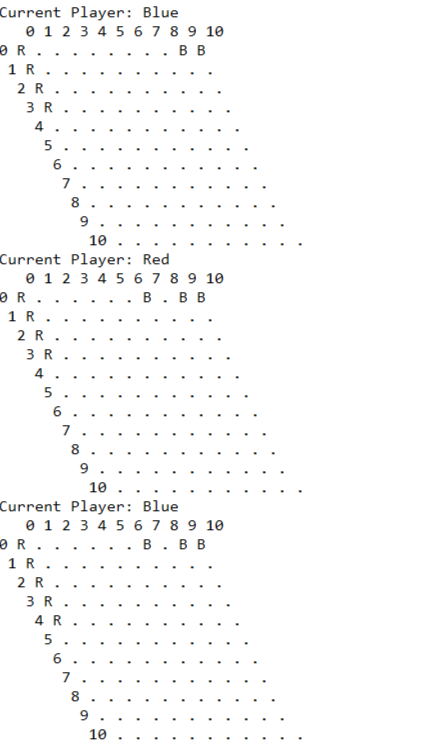 Current Player: Blue
   0 1 2 3 4 5 6 7 8 9 10
0 R . . . . . . . . B B
 1 R . . . . . . . . . .
  2 R . . . . . . . . . .
   3 R . . . . . . . . . .
    4 . . . . . . . . . . .
     5 . . . . . . . . . . .
      6 . . . . . . . . . . .
       7 . . . . . . . . . . .
        8 . . . . . . . . . . .
         9 . . . . . . . . . . .
          10 . . . . . . . . . . .
Current Player: Red
   0 1 2 3 4 5 6 7 8 9 10
0 R . . . . . . B . B B
 1 R . . . . . . . . . .
  2 R . . . . . . . . . .
   3 R . . . . . . . . . .
    4 . . . . . . . . . . .
     5 . . . . . . . . . . .
      6 . . . . . . . . . . .
       7 . . . . . . . . . . .
        8 . . . . . . . . . . .
         9 . . . . . . . . . . .
          10 . . . . . . . . . . .
Current Player: Blue
   0 1 2 3 4 5 6 7 8 9 10
0 R . . . . . . B . B B
 1 R . . . . . . . . . .
  2 R . . . . . . . . . .
   3 R . . . . . . . . . .
    4 R . . . . . . . . . .
     5 . . . . . . . . . . .
      6 . . . . . . . . . . .
       7 . . . . . . . . . . .
        8 . . . . . . . . . . .
         9 . . . . . . . . . . .
          10 . . . . . . . . . . .